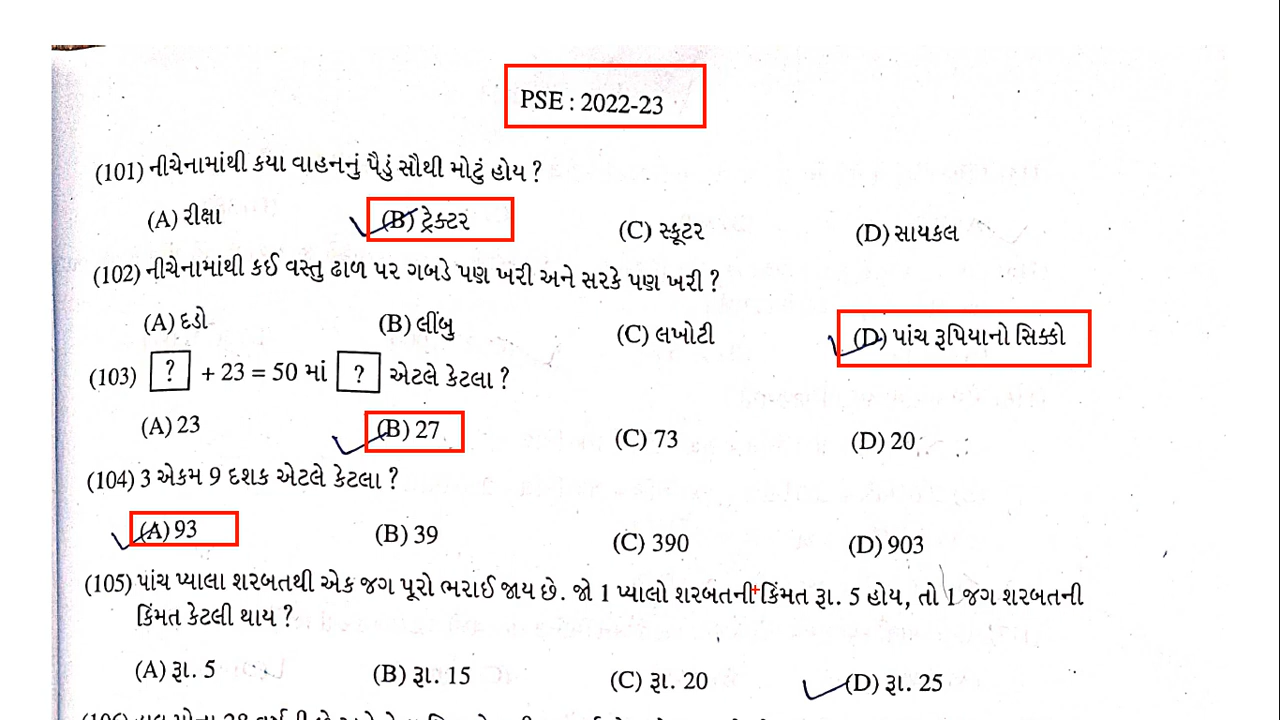 PSE : 2022-23
(101) નીચેનામાંથી કયા વાહનનું પૈડું સૌથી મોટું હોય ?
(A) રીક્ષા (B) ટ્રેક્ટર (C) સ્કૂટર (D) સાયકલ
(102) નીચેનામાંથી કઈ વસ્તુ ઢાળ પર ગબડે પણ ખરી અને સરકે પણ ખરી ?
(A) દડો (B) લીંબુ (C) લખોટી (D) પાંચ રૂપિયાનો સિક્કો
(103) ? + 23 = 50 માં ? એટલે કેટલા ?
(A) 23 (B) 27 (C) 73 (D) 20
(104) 3 એકમ 9 દશક એટલે કેટલા ?
(A) 93 (B) 39 (C) 390 (D) 903
(105) પાંચ પ્યાલા શરબતથી એક જગ પૂરો ભરાઈ જાય છે. જો 1 પ્યાલો શરબતની કિંમત રૂા. 5 હોય, તો 1 જગ શરબતની
કિંમત કેટલી થાય ?
(A) રૂા. 5 (B) રૂા. 15 (C) રૂા. 20 (D) રૂા. 25